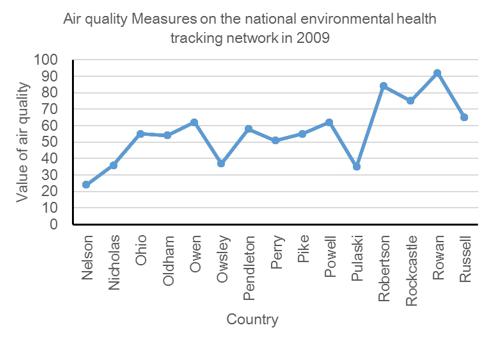 Air quality Measures on the national environmental health
tracking network in 2009
Value of air quality
100
90
80
70
60
50
40
30
20
10
0
Nelson
Nicholas
Ohio
Oldham
Owen
Owsley
Pendleton
Perry
Pike
Powell
Pulaski
Robertson
Rockcastle
Rowan
Russell
Country